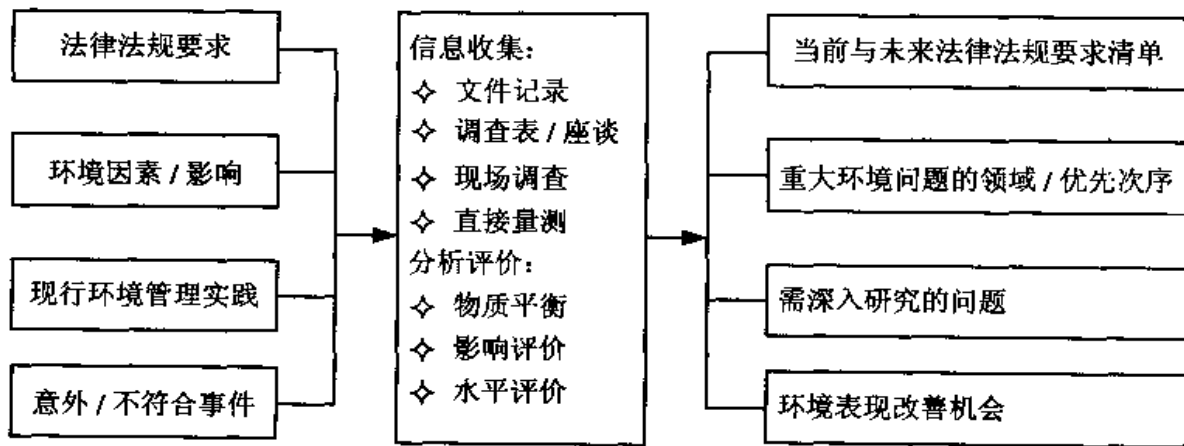 法律法规要求
环境因素 / 影响
现行环境管理实践
意外 / 不符合事件
信息收集：
✧ 文件记录
✧ 调查表 / 座谈
✧ 现场调查
✧ 直接量测
分析评价：
✧ 物质平衡
✧ 影响评价
✧ 水平评价
当前与未来法律法规要求清单
重大环境问题的领域 / 优先次序
需深入研究的问题
环境表现改善机会